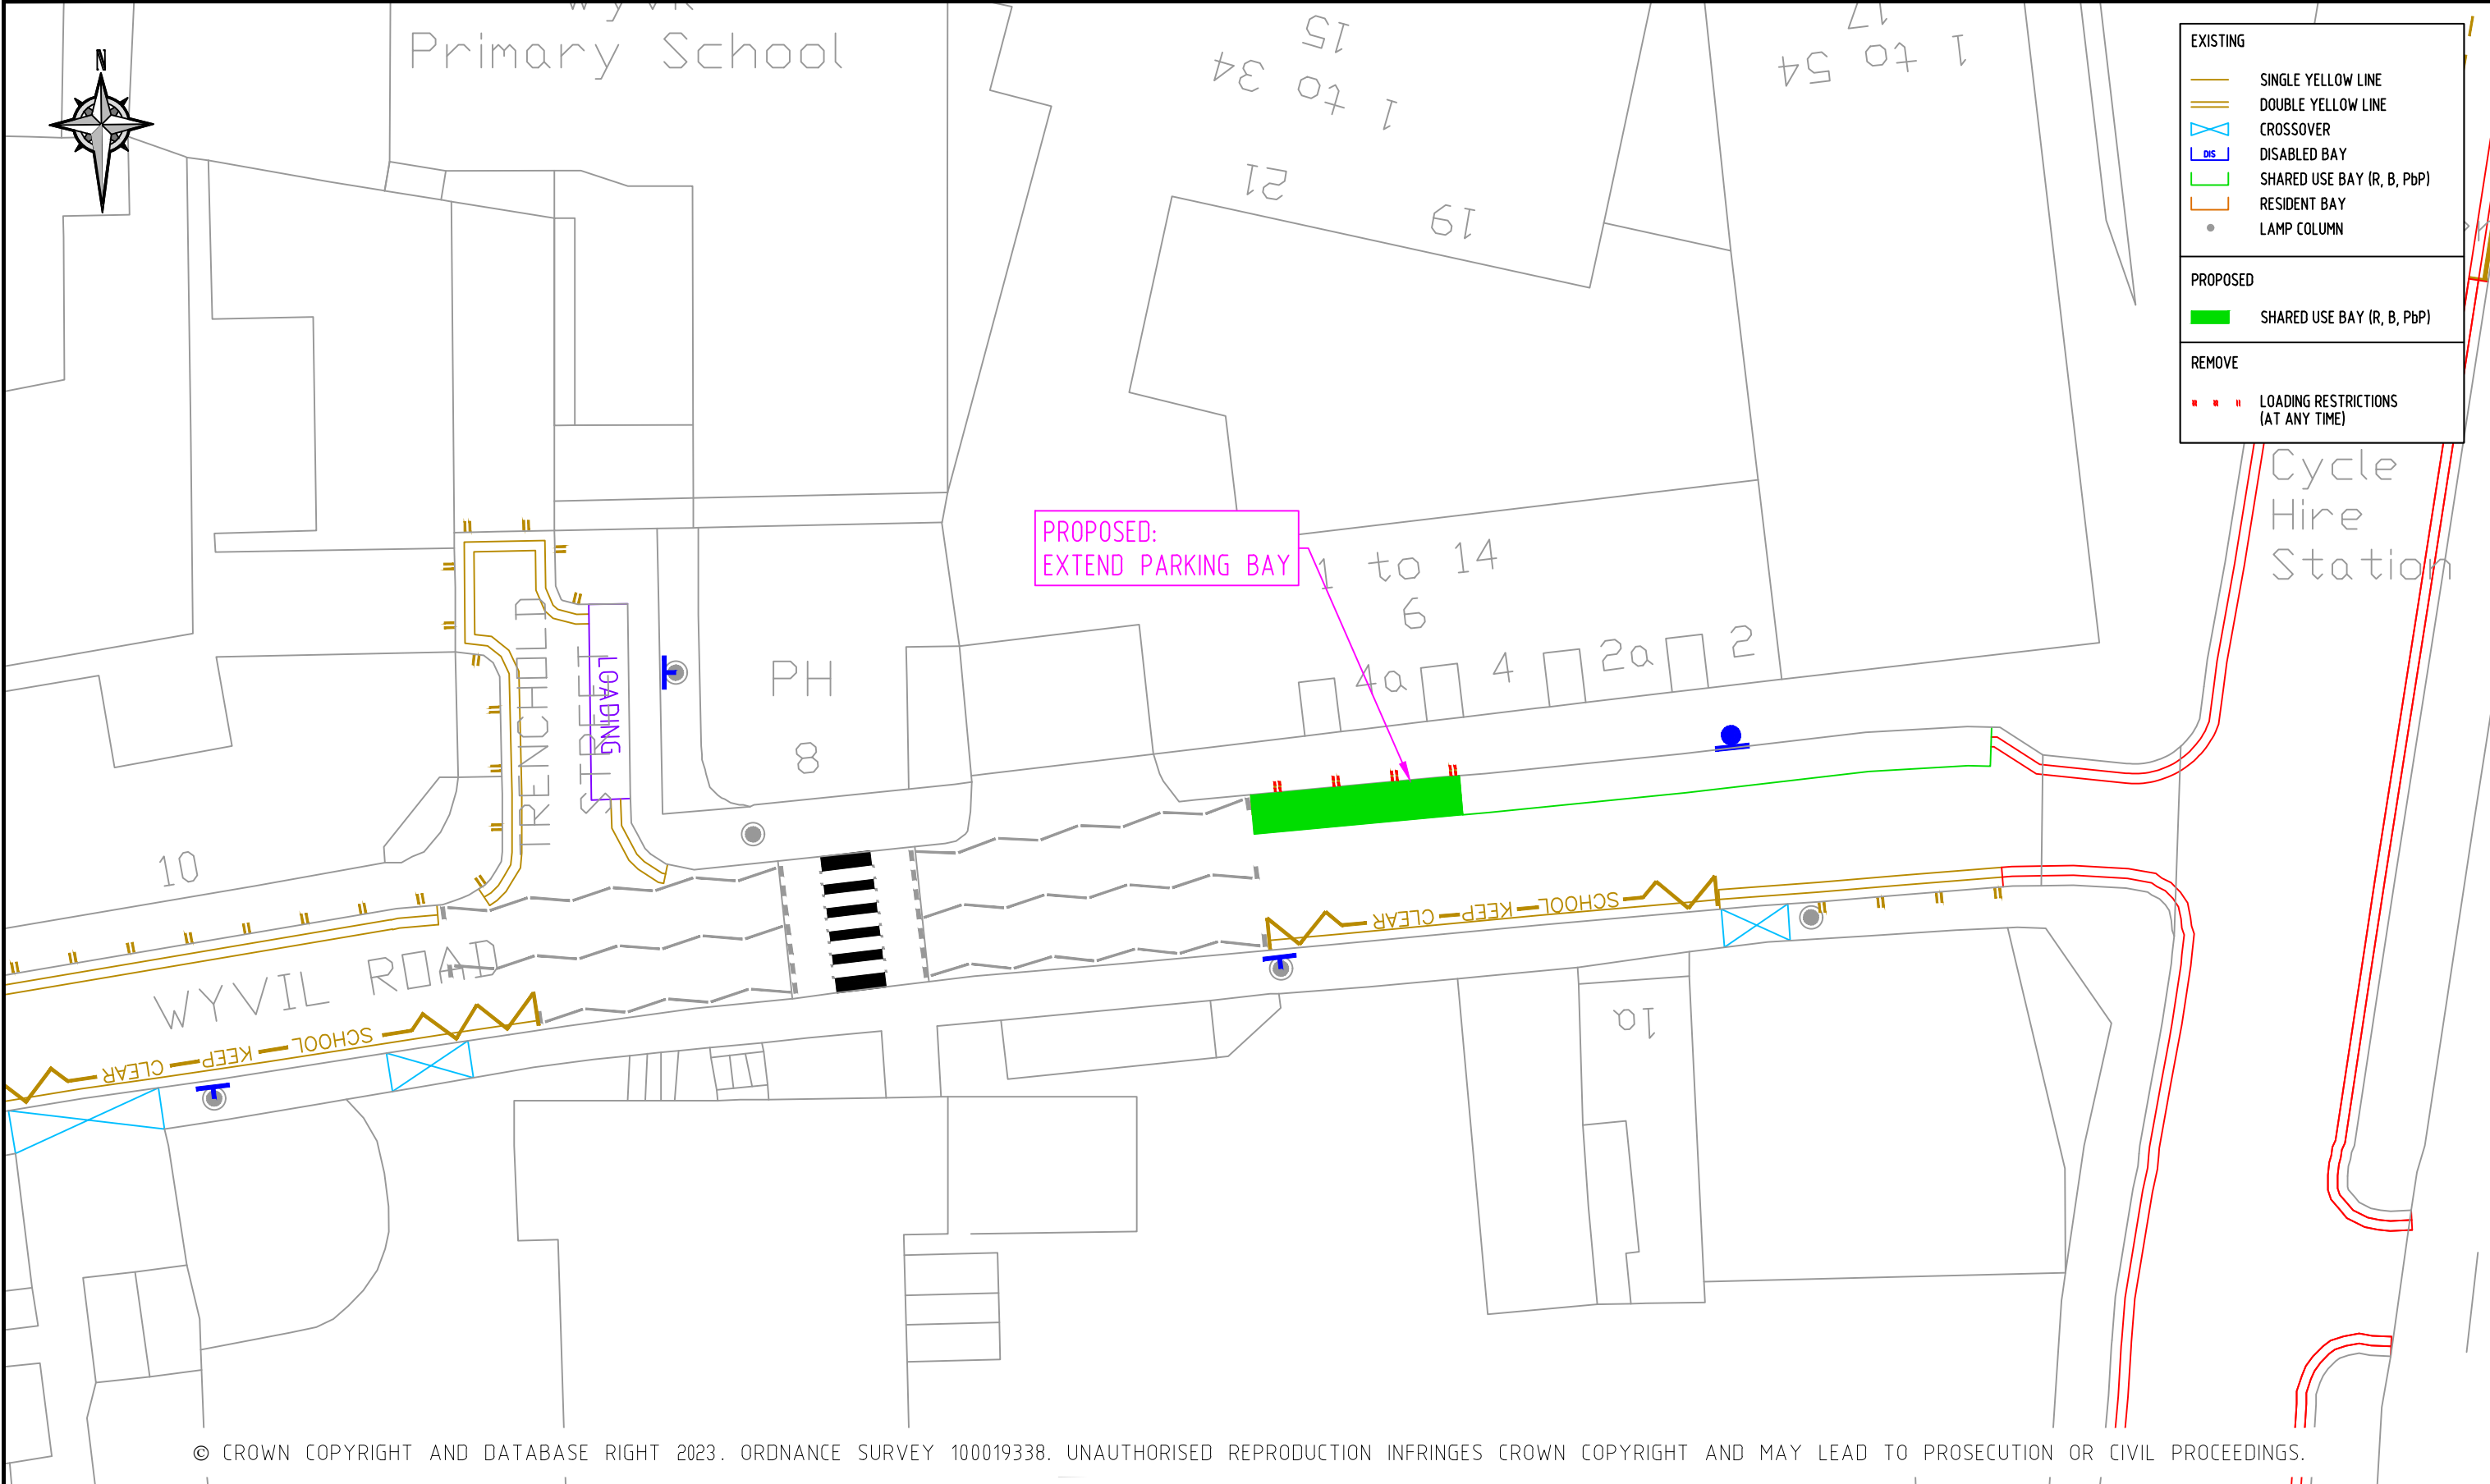 Primary School
15
1 to 34
21
19
17
1 to 54
N
EXISTING
SINGLE YELLOW LINE
DOUBLE YELLOW LINE
CROSSOVER
DIS DISABLED BAY
SHARED USE BAY (R, B, PbP)
RESIDENT BAY
LAMP COLUMN
PROPOSED
SHARED USE BAY (R, B, PbP)
REMOVE
LOADING RESTRICTIONS
(AT ANY TIME)
Cycle
Hire
Station
PROPOSED:
EXTEND PARKING BAY
1 to 14
6
4a
4
2a
2
TRENCHOLD
STREET
LOADING
PH
8
10
WYVIL ROAD
SCHOOL KEEP CLEAR
SCHOOL KEEP CLEAR
1a
© CROWN COPYRIGHT AND DATABASE RIGHT 2023. ORDNANCE SURVEY 100019338. UNAUTHORISED REPRODUCTION INFRINGES CROWN COPYRIGHT AND MAY LEAD TO PROSECUTION OR CIVIL PROCEEDINGS.